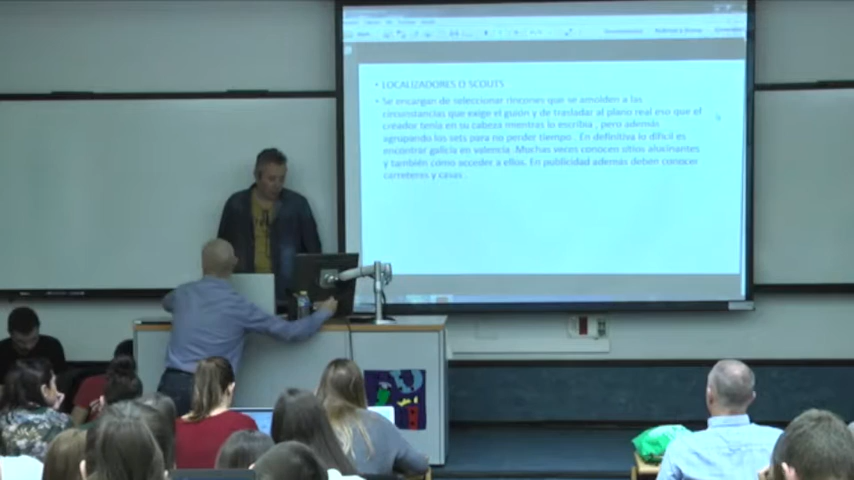 • LOCALIZADORES O SCOUTS
• Se encargan de seleccionar rincones que se amolden a las
circunstancias que exige el guión y de trasladar al plano real eso que el
creador tenía en su cabeza mientras lo escribía , pero además
agrupando los sets para no perder tiempo . En definitiva lo difícil es
encontrar galicia en valencia .Muchas veces conocen sitios alucinantes
y también cómo acceder a ellos. En publicidad además deben conocer
carreteras y casas .